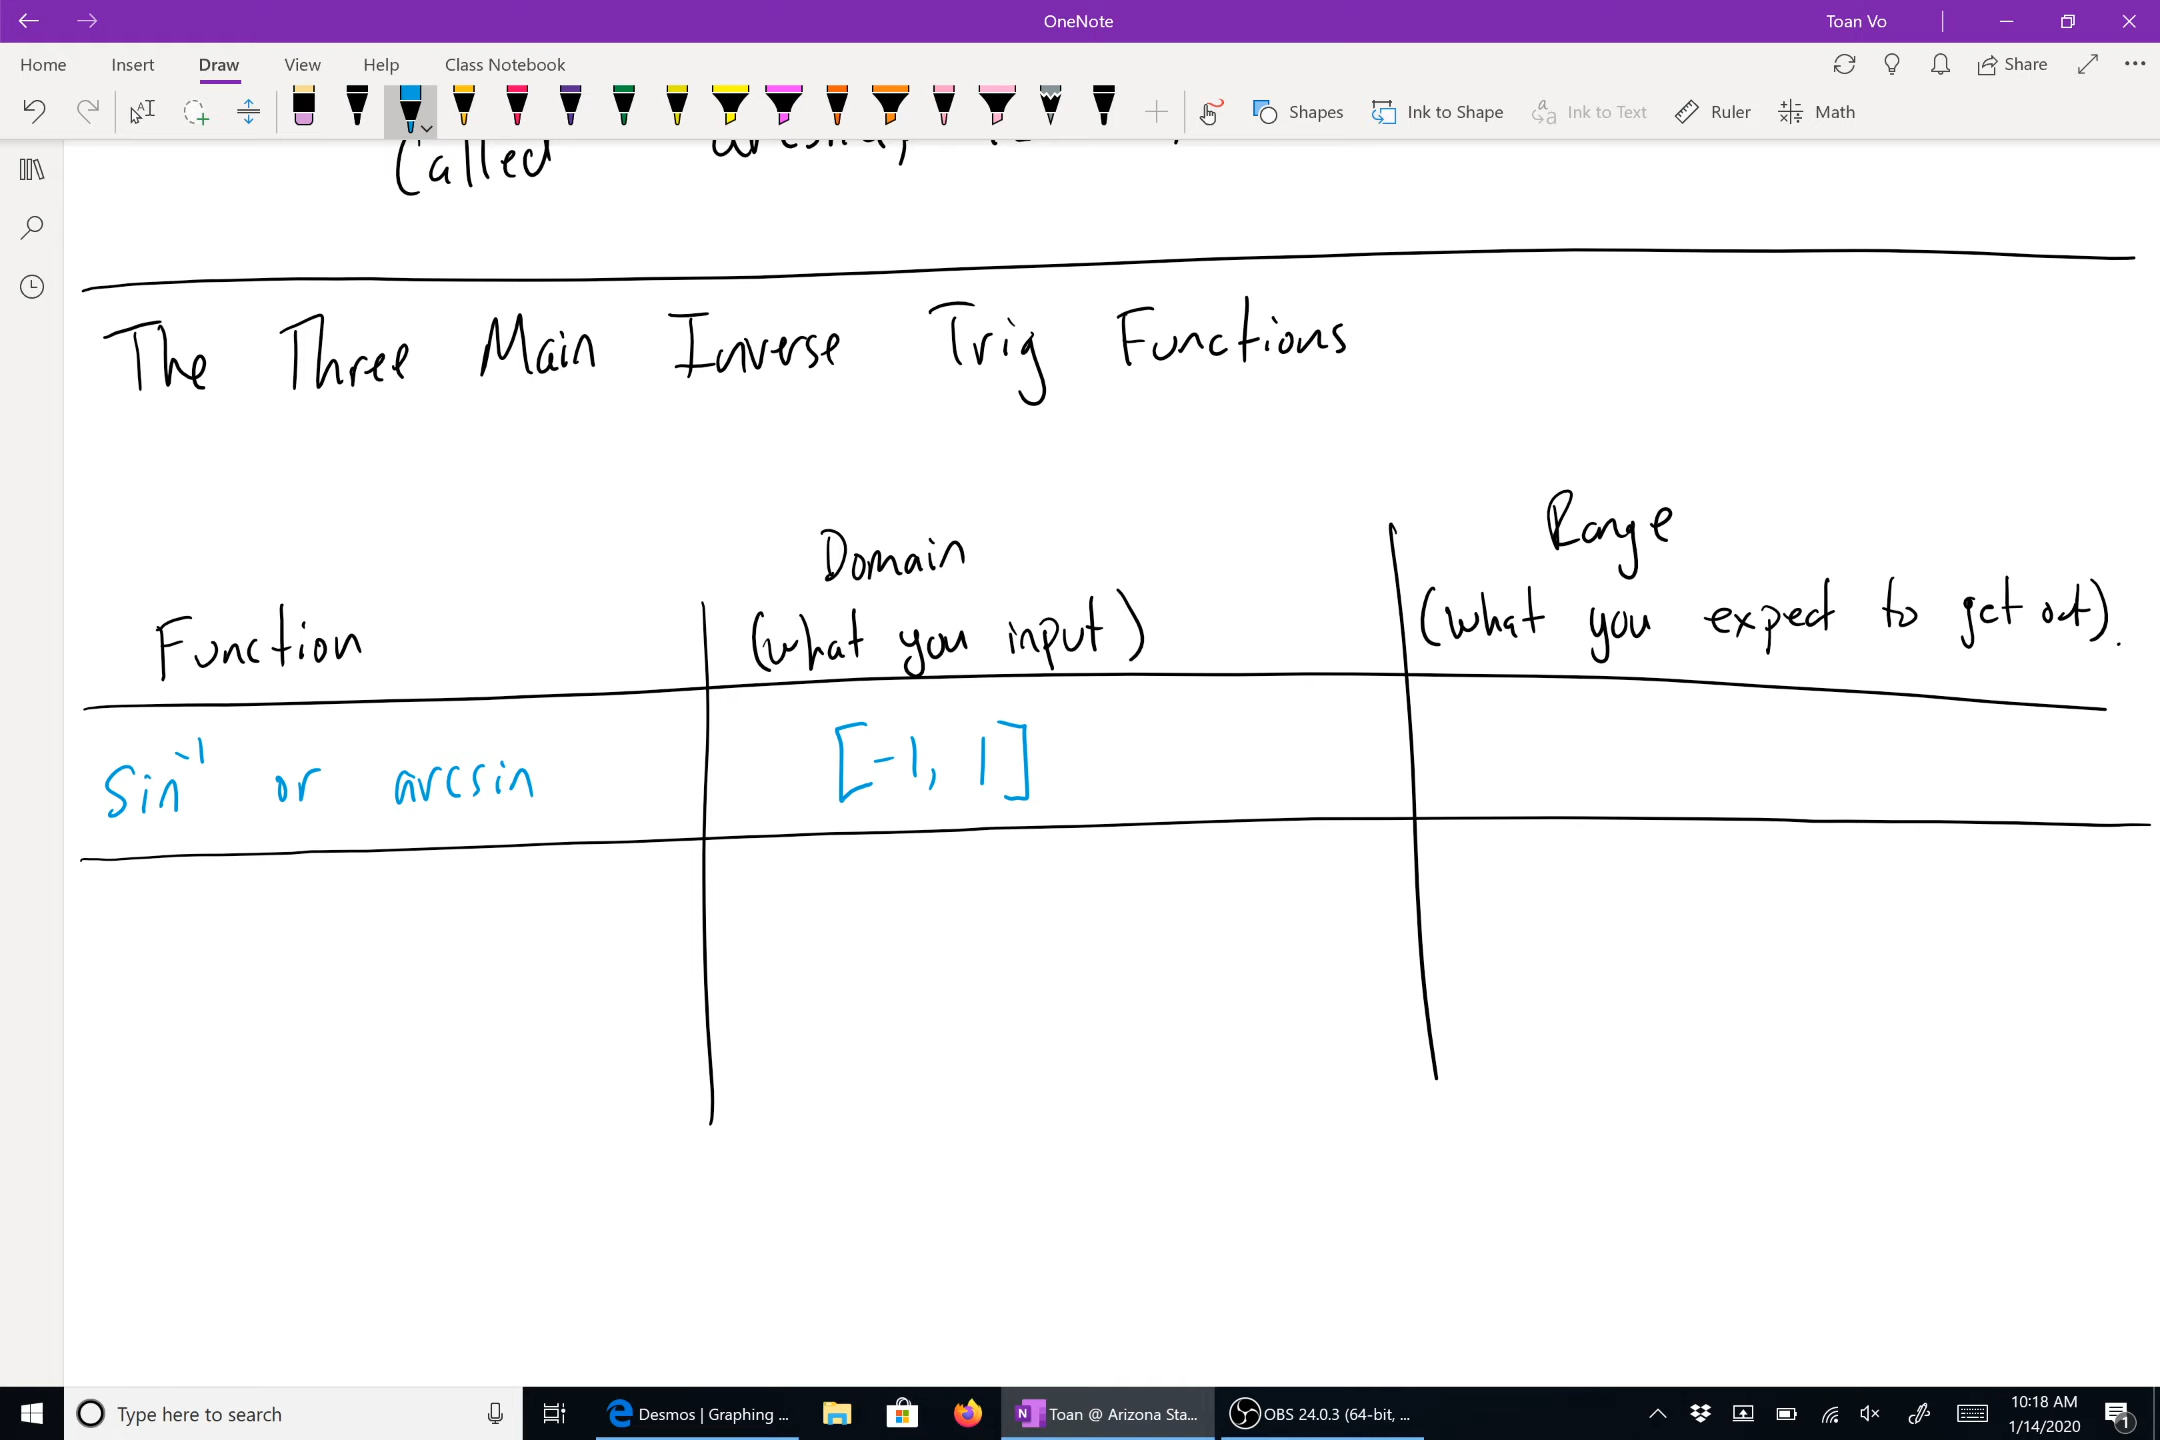 OneNote
Toan Vo
Home Insert Draw View Help Class Notebook
Share
Shapes Ink to Shape Ink to Text Ruler Math
Called
The Three Main Inverse Trig Functions
Function
Domain
(what you input)
Range
(what you expect to get out).
Sin⁻¹ or arcsin
[-1, 1]
Type here to search
Desmos | Graphing ...
Toan @ Arizona Sta...
OBS 24.0.3 (64-bit, ...
10:18 AM
1/14/2020
1